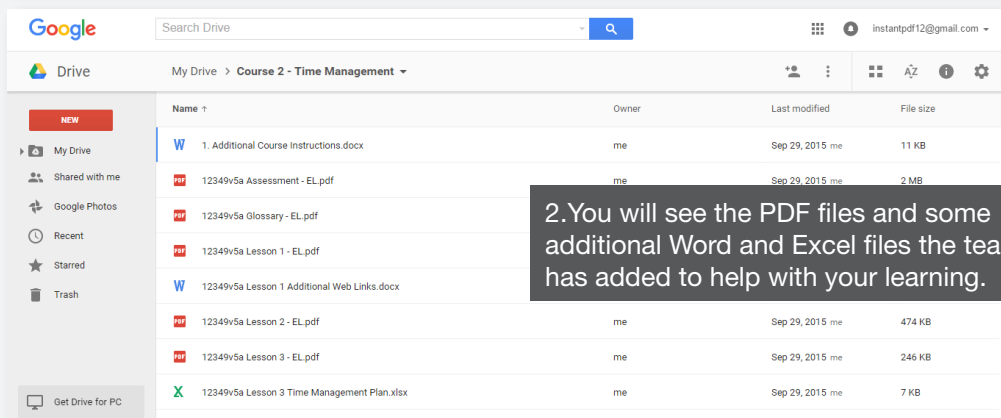 Google
Search Drive
instantpdf12@gmail.com
Drive
My Drive > Course 2 - Time Management
AZ
NEW
My Drive
Shared with me
Google Photos
Recent
Starred
Trash
Get Drive for PC
Name ↑ Owner Last modified File size
W 1. Additional Course Instructions.docx me Sep 29, 2015 me 11 KB
PDF 12349v5a Assessment - EL.pdf me Sep 29, 2015 me 2 MB
PDF 12349v5a Glossary - EL.pdf
PDF 12349v5a Lesson 1 - EL.pdf
W 12349v5a Lesson 1 Additional Web Links.docx
2.You will see the PDF files and some
additional Word and Excel files the tea
has added to help with your learning.
PDF 12349v5a Lesson 2 - EL.pdf me Sep 29, 2015 me 474 KB
PDF 12349v5a Lesson 3 - EL.pdf me Sep 29, 2015 me 246 KB
X 12349v5a Lesson 3 Time Management Plan.xlsx me Sep 29, 2015 me 7 KB